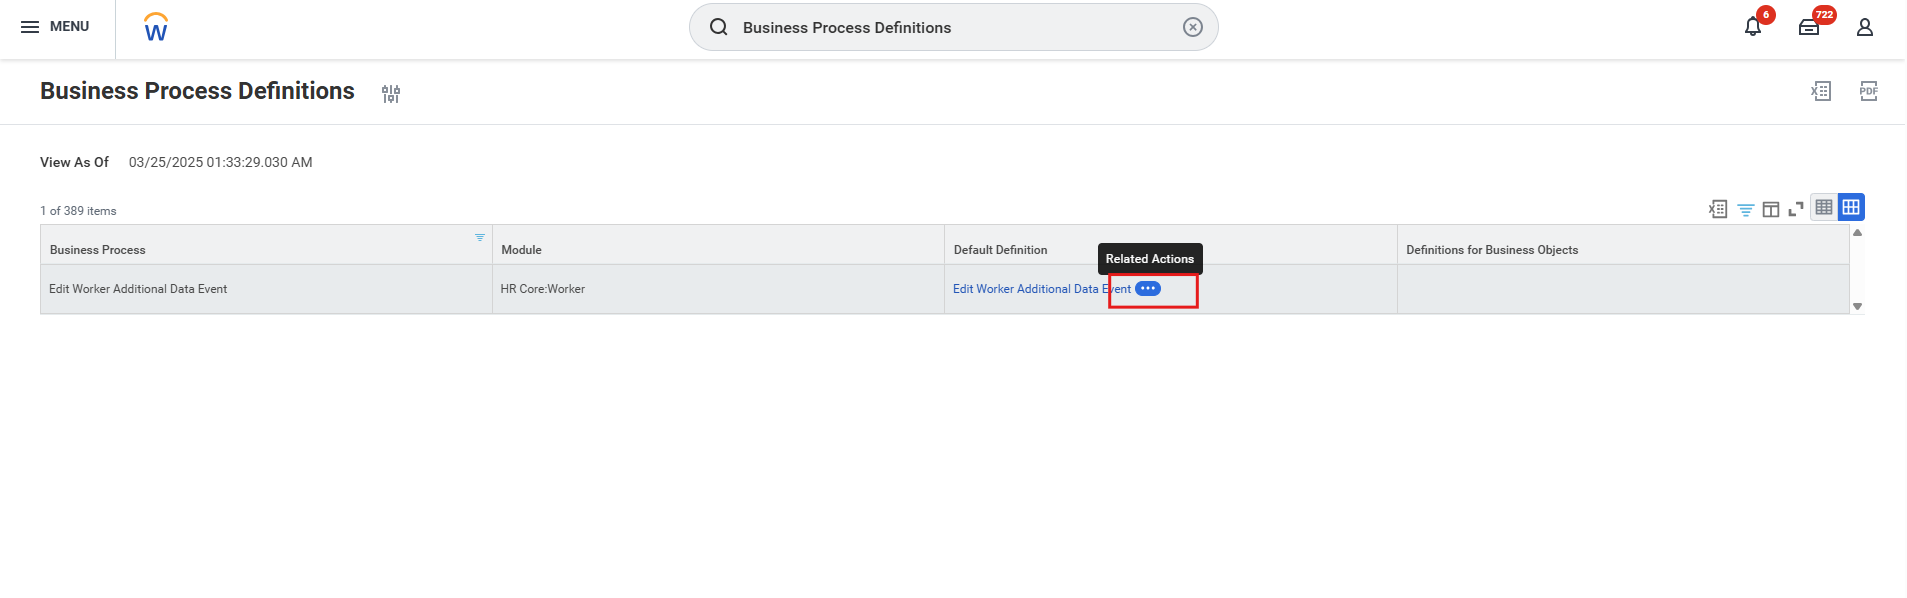 MENU
W
Business Process Definitions
6
722
Business Process Definitions
X
PDF
View As Of 03/25/2025 01:33:29.030 AM
1 of 389 items
X
Business Process Module Default Definition Definitions for Business Objects
Related Actions
Edit Worker Additional Data Event HR Core:Worker Edit Worker Additional Data Event